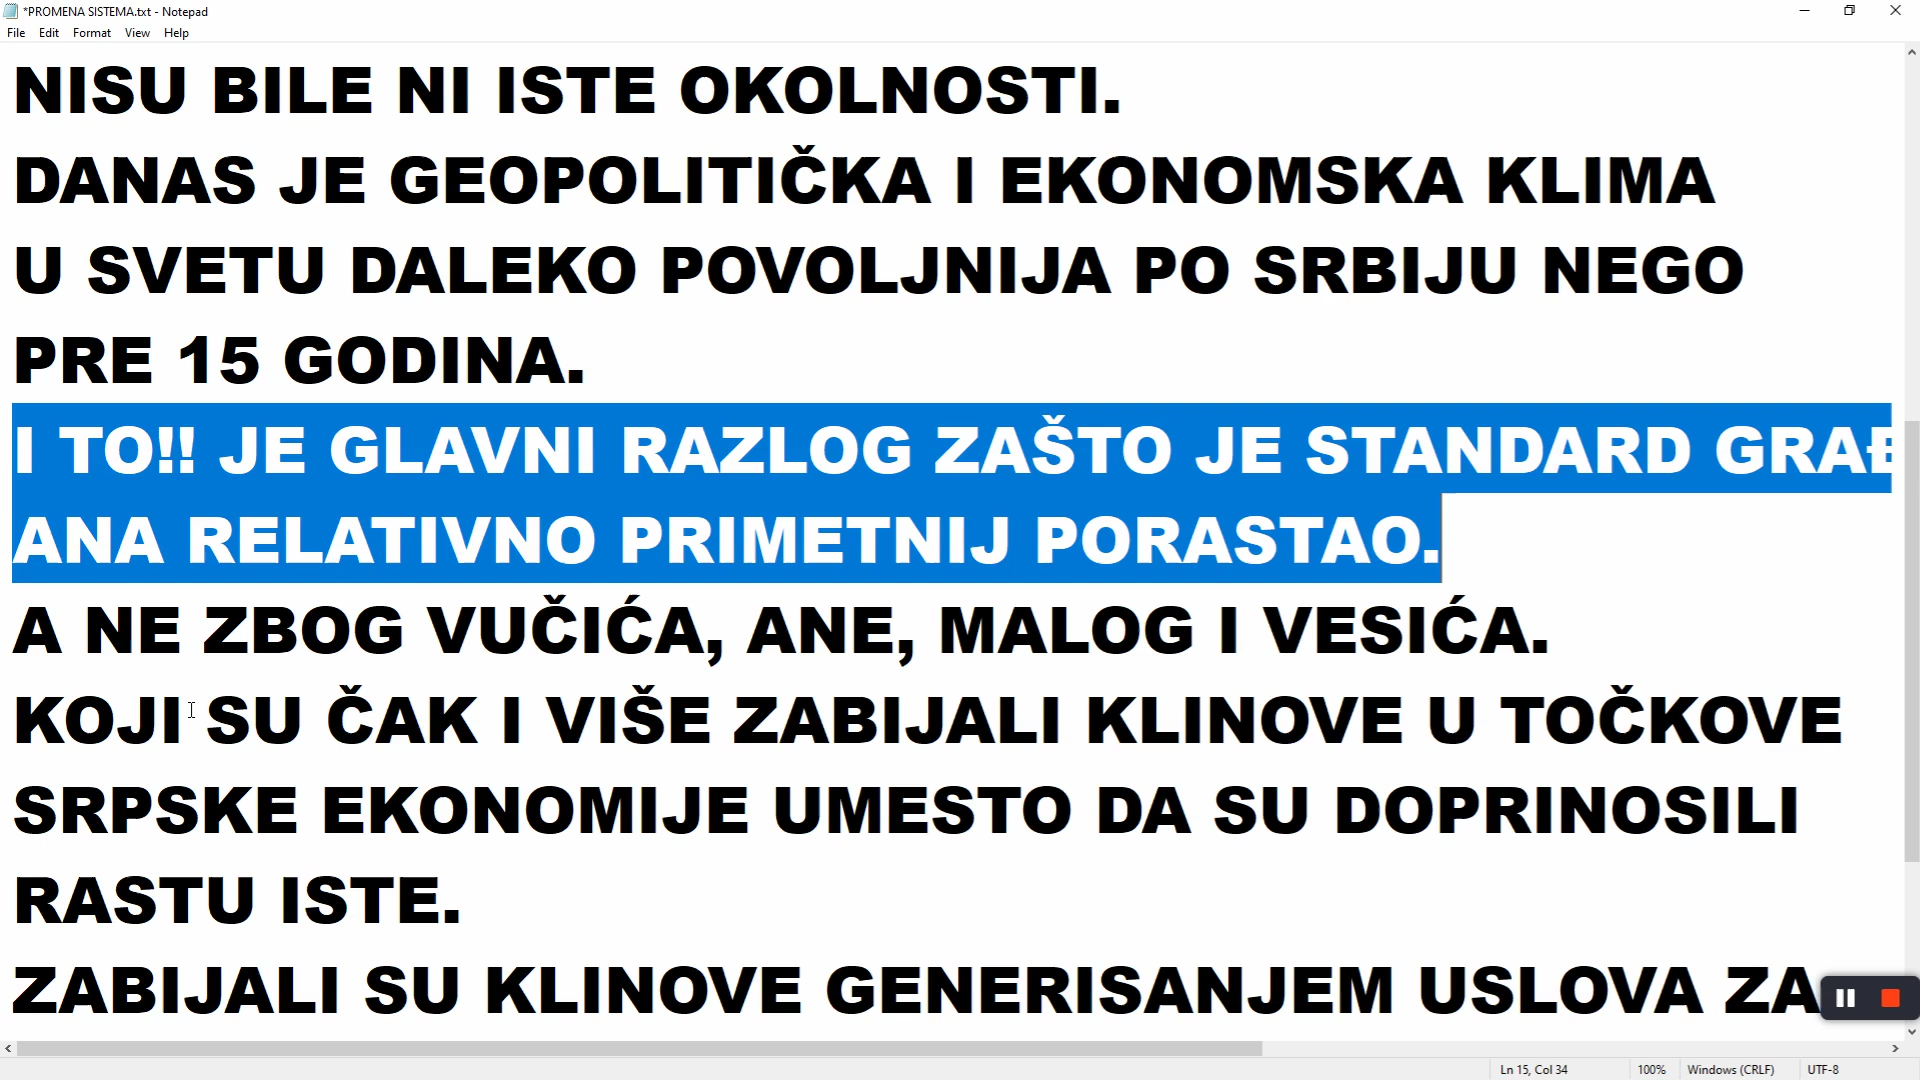 *PROMENA SISTEMA.txt - Notepad
File Edit Format View Help
NISU BILE NI ISTE OKOLNOSTI.
DANAS JE GEOPOLITIČKA I EKONOMSKA KLIMA
U SVETU DALEKO POVOLJNIJA PO SRBIJU NEGO
PRE 15 GODINA.
I TO!! JE GLAVNI RAZLOG ZAŠTO JE STANDARD GRAĐ
ANA RELATIVNO PRIMETNIJ PORASTAO.
A NE ZBOG VUČIĆA, ANE, MALOG I VESIĆA.
KOJI SU ČAK I VIŠE ZABIJALI KLINOVE U TOČKOVE
SRPSKE EKONOMIJE UMESTO DA SU DOPRINOSILI
RASTU ISTE.
ZABIJALI SU KLINOVE GENERISANJEM USLOVA ZA
Ln 15, Col 34 100% Windows (CRLF) UTF-8